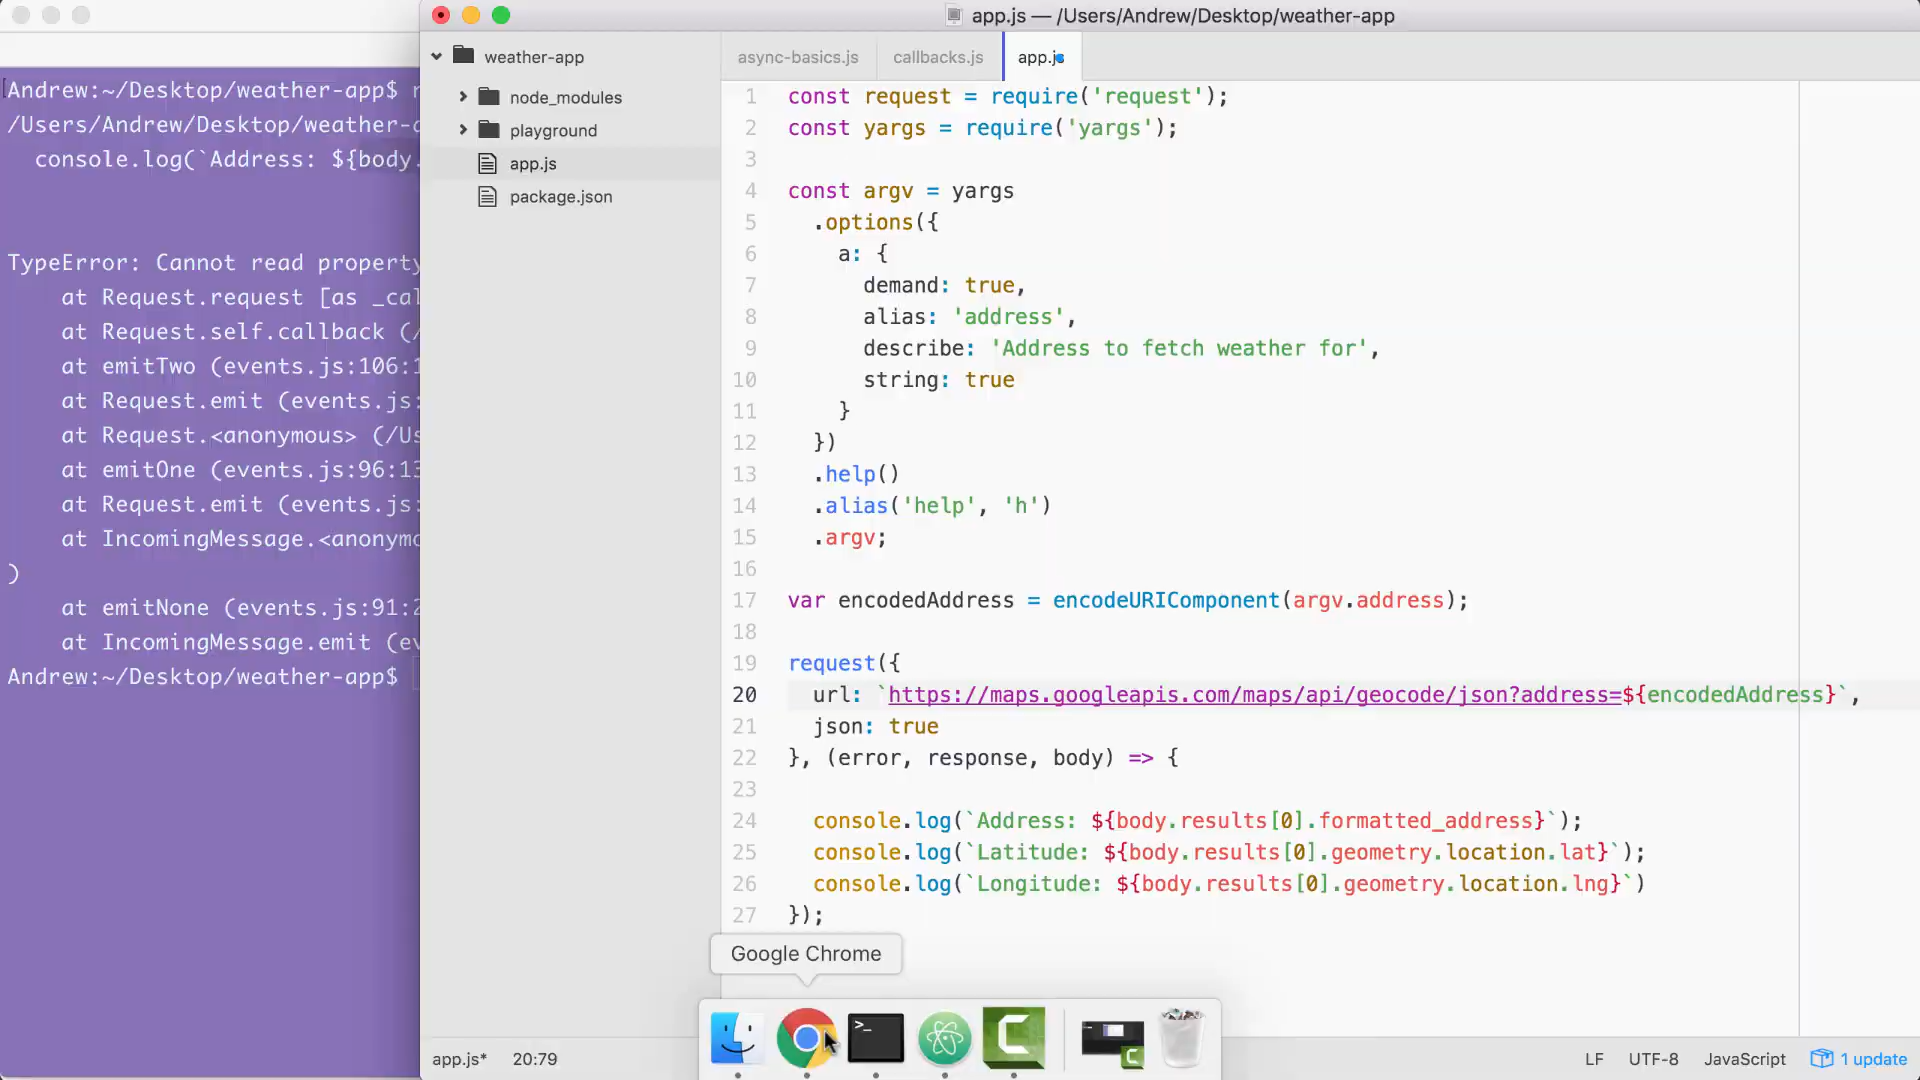 app.js — /Users/Andrew/Desktop/weather-app
Andrew:~/Desktop/weather-app$
/Users/Andrew/Desktop/weather-
console.log(`Address: ${body.
TypeError: Cannot read property
at Request.request [as _cal
at Request.self.callback (/
at emitTwo (events.js:106:1
at Request.emit (events.js:
at Request.<anonymous> (/Us
at emitOne (events.js:96:13
at Request.emit (events.js:
at IncomingMessage.<anonymo
)
at emitNone (events.js:91:2
at IncomingMessage.emit (ev
Andrew:~/Desktop/weather-app$
weather-app
node_modules
playground
app.js
package.json
async-basics.js
callbacks.js
app.js
1 const request = require('request');
2 const yargs = require('yargs');
3
4 const argv = yargs
5 .options({
6 a: {
7 demand: true,
8 alias: 'address',
9 describe: 'Address to fetch weather for',
10 string: true
11 }
12 })
13 .help()
14 .alias('help', 'h')
15 .argv;
16
17 var encodedAddress = encodeURIComponent(argv.address);
18
19 request({
20 url: `https://maps.googleapis.com/maps/api/geocode/json?address=${encodedAddress}`,
21 json: true
22 }, (error, response, body) => {
23
24 console.log(`Address: ${body.results[0].formatted_address}`);
25 console.log(`Latitude: ${body.results[0].geometry.location.lat}`);
26 console.log(`Longitude: ${body.results[0].geometry.location.lng}`)
27 });
Google Chrome
>_
app.js* 20:79
LF UTF-8 JavaScript 1 update